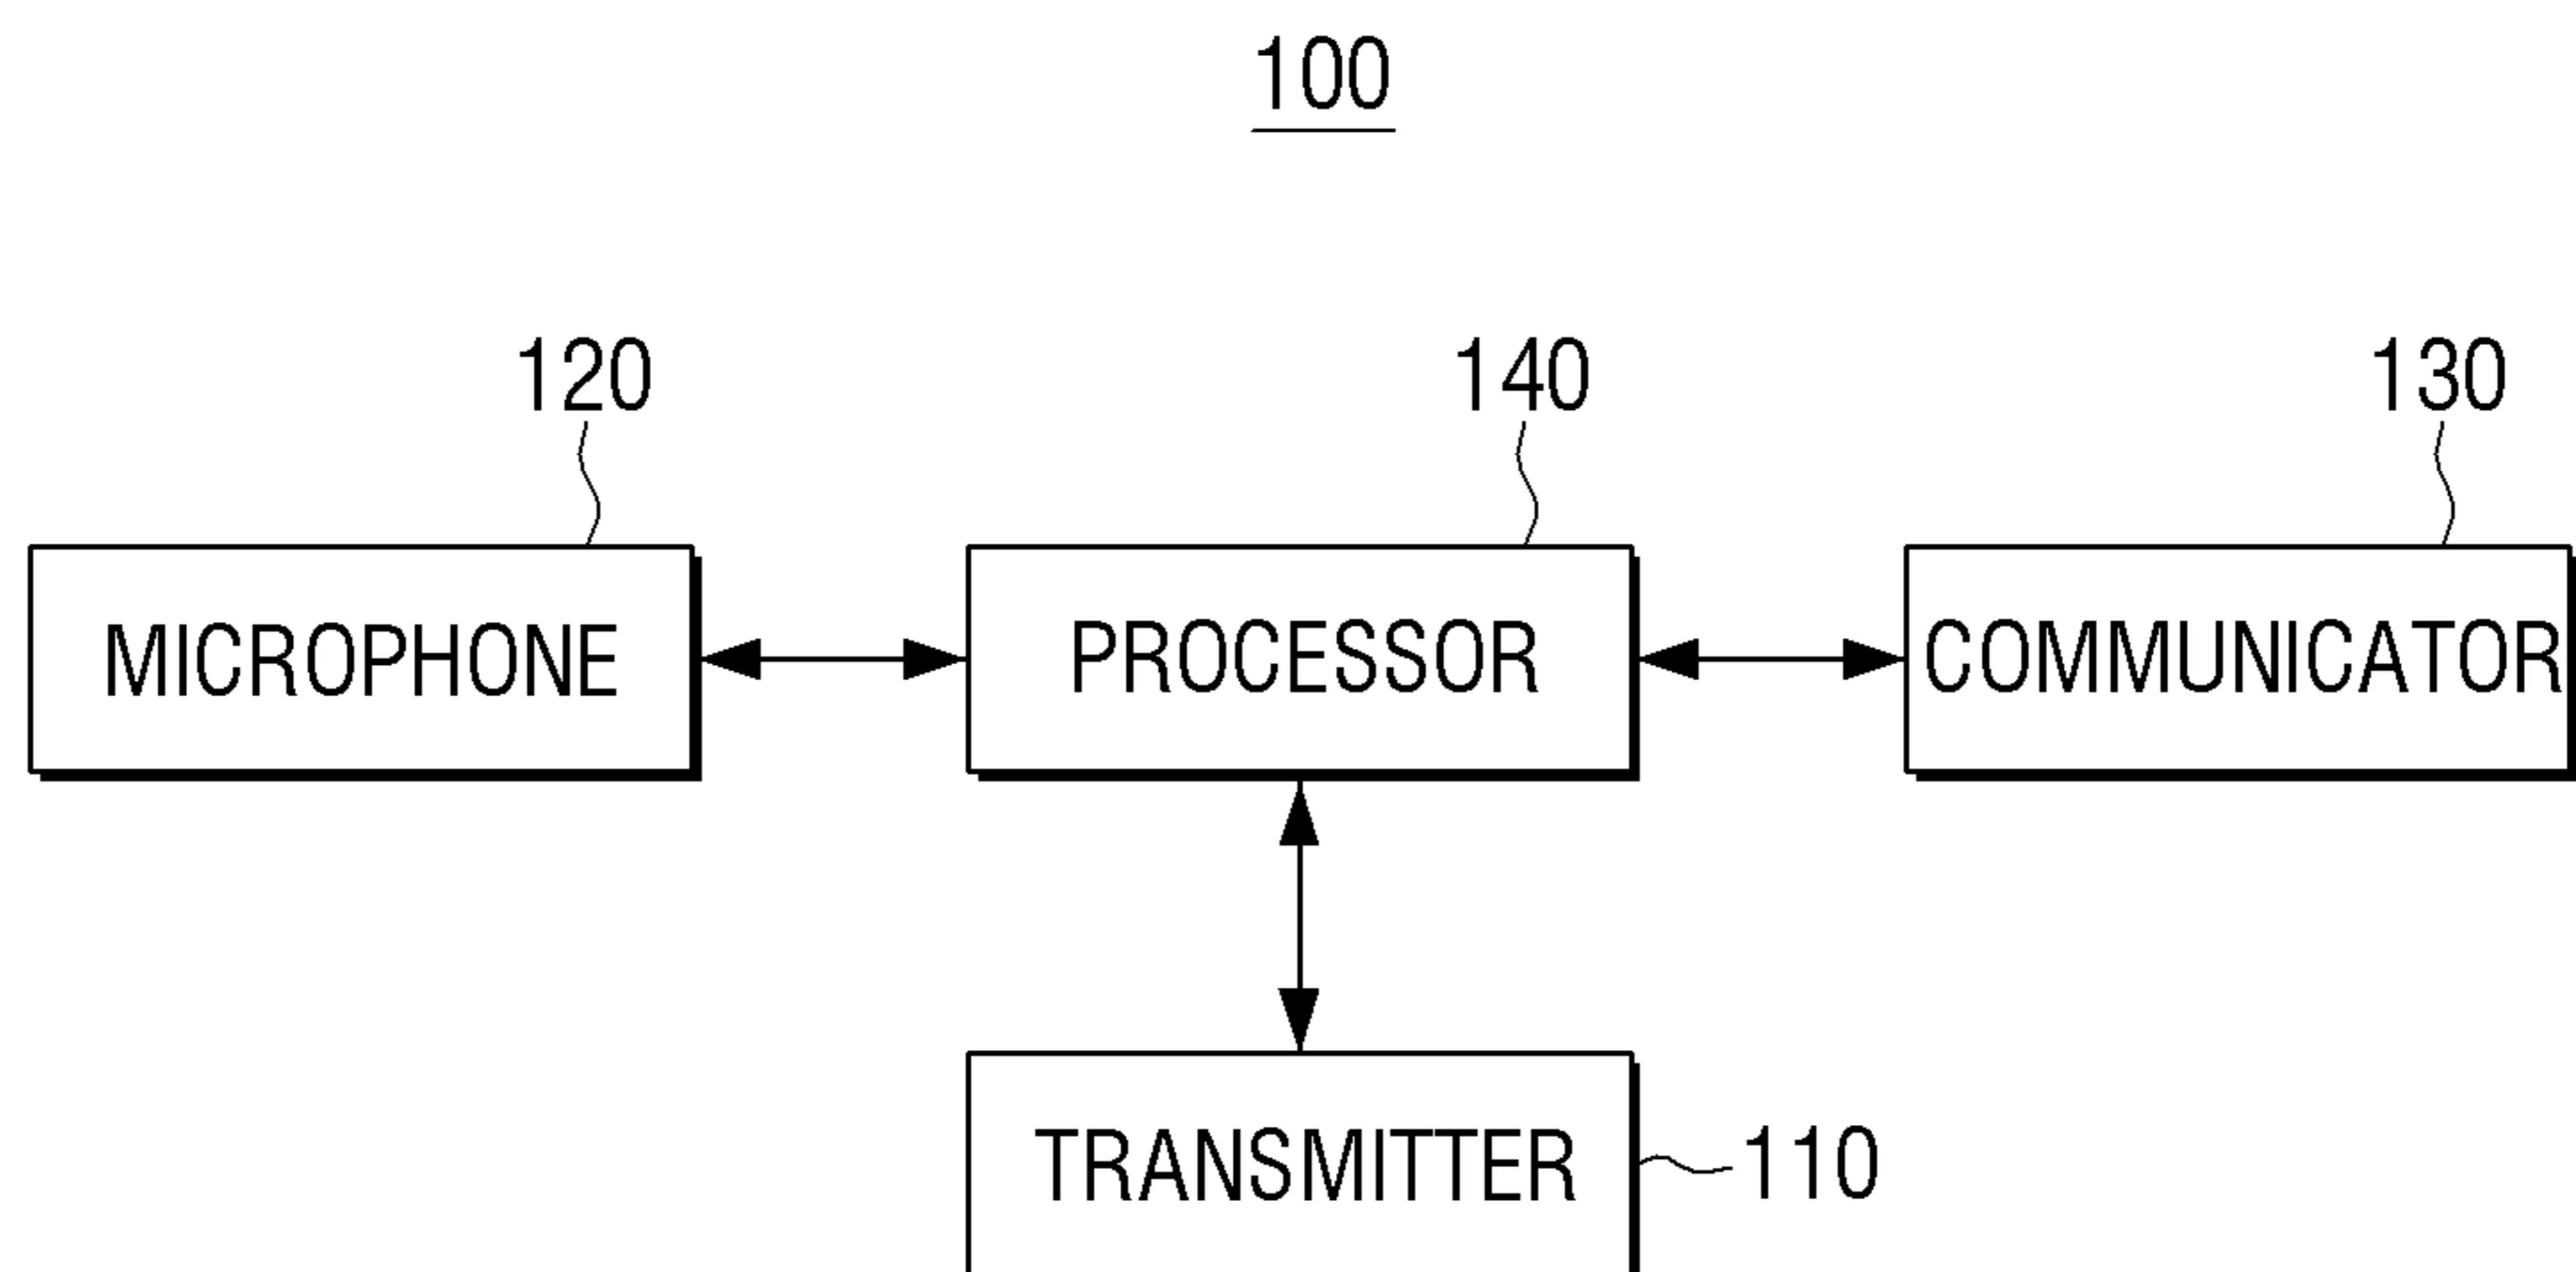 100
120
140
130
MICROPHONE
PROCESSOR
COMMUNICATOR
TRANSMITTER
110